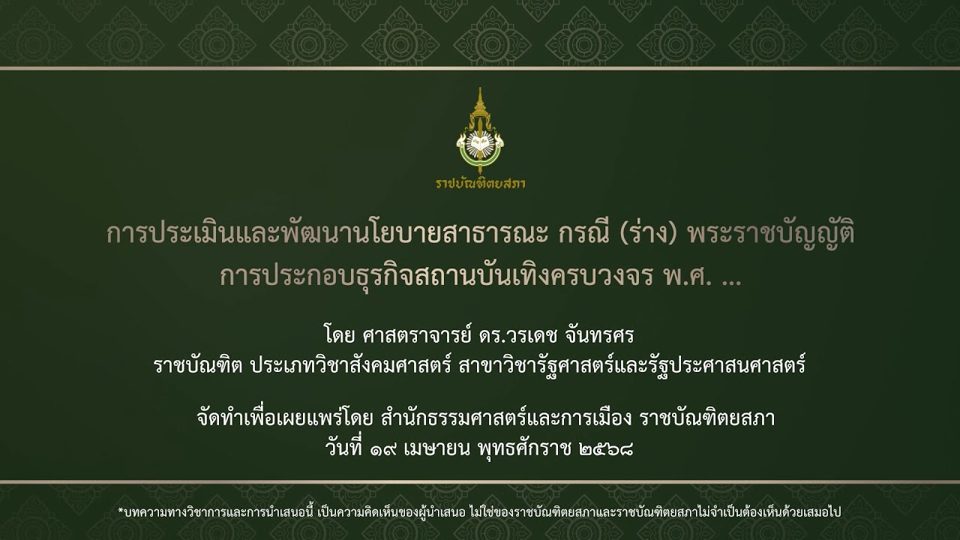 ราชบัณฑิตยสภา
การประเมินและพัฒนานโยบายสาธารณะ กรณี (ร่าง) พระราชบัญญัติ
การประกอบธุรกิจสถานบันเทิงครบวงจร พ.ศ. ...
โดย ศาสตราจารย์ ดร.วรเดช จันทรศร
ราชบัณฑิต ประเภทวิชาสังคมศาสตร์ สาขาวิชารัฐศาสตร์และรัฐประศาสนศาสตร์
จัดทำเพื่อเผยแพร่โดย สำนักธรรมศาสตร์และการเมือง ราชบัณฑิตยสภา
วันที่ ๑๙ เมษายน พุทธศักราช ๒๕๖๘
*บทความทางวิชาการและการนำเสนอนี้ เป็นความคิดเห็นของผู้นำเสนอ ไม่ใช่ของราชบัณฑิตยสภาและราชบัณฑิตยสภาไม่จำเป็นต้องเห็นด้วยเสมอไป